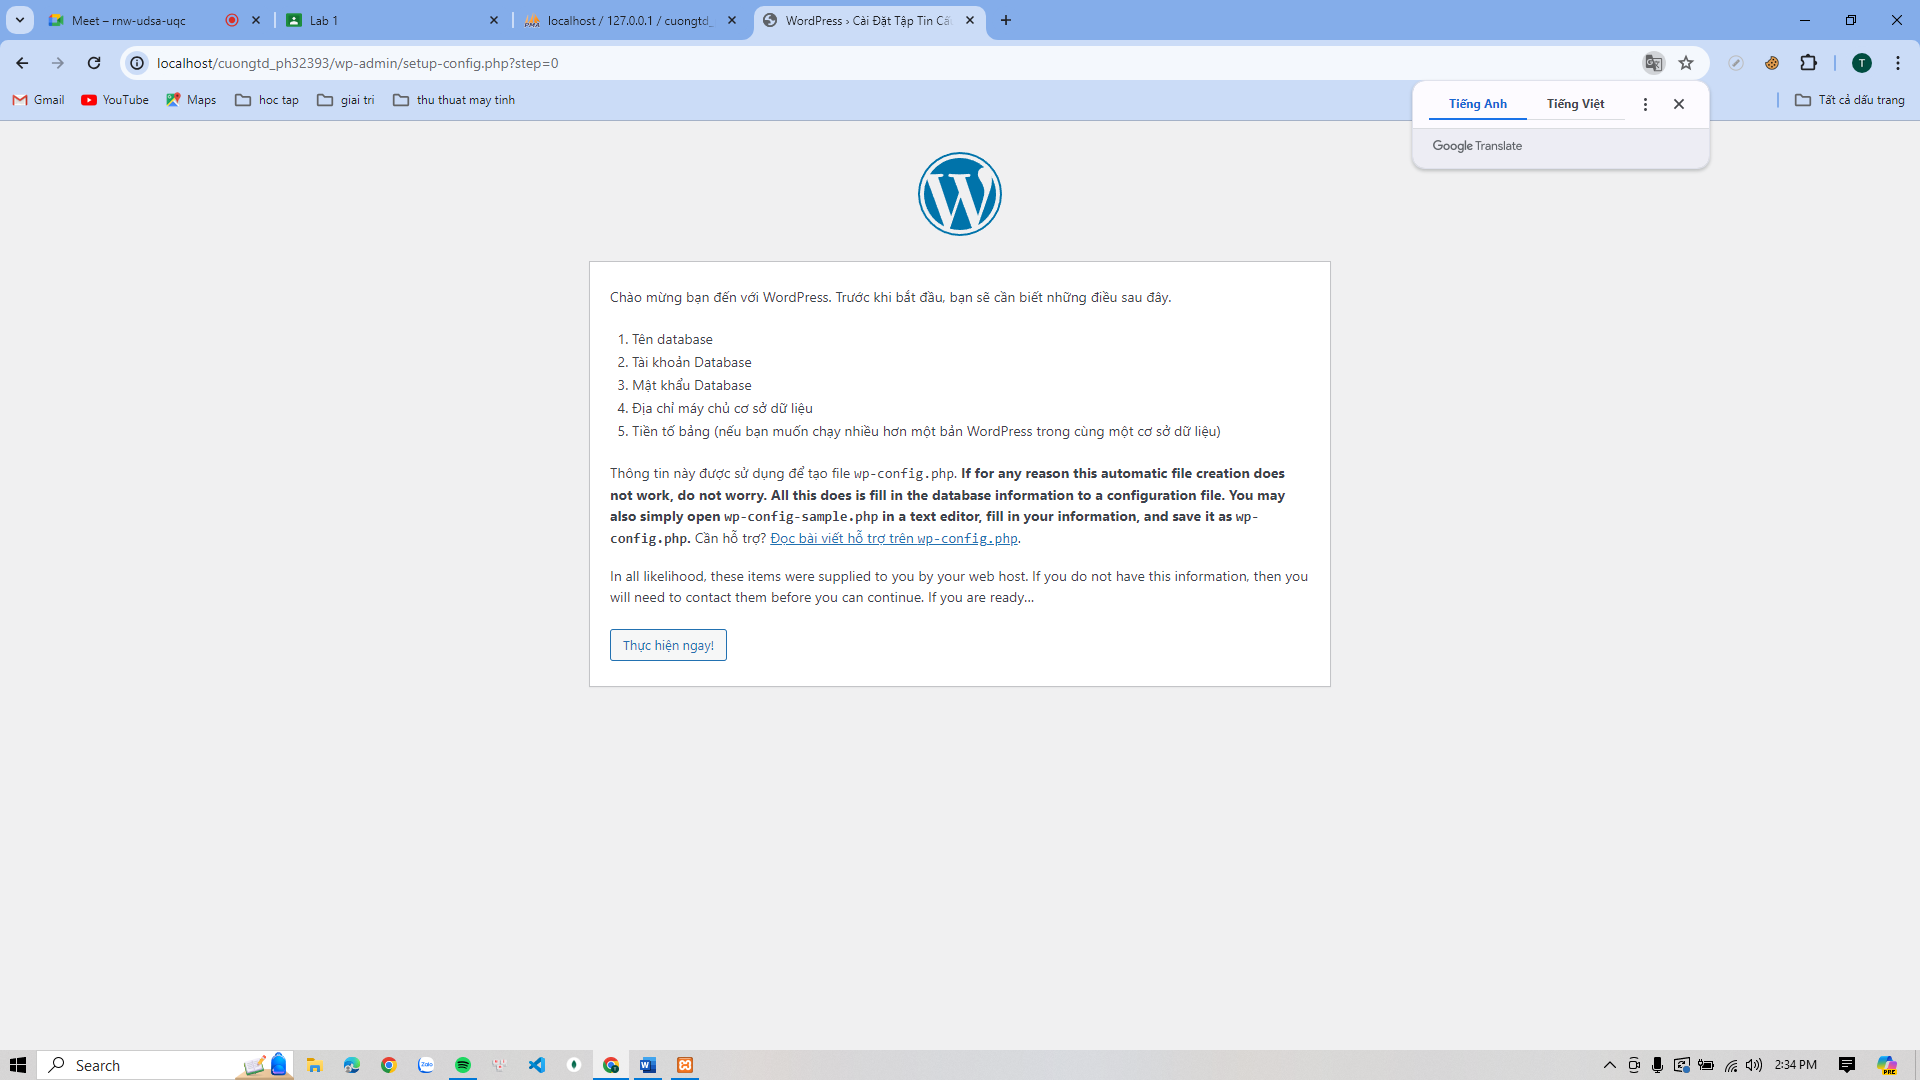 Meet – rnw-udsa-uqc
Lab 1
localhost / 127.0.0.1 / cuongtd_
WordPress › Cài Đặt Tập Tin Cấu
localhost/cuongtd_ph32393/wp-admin/setup-config.php?step=0
T
Gmail
YouTube
Maps
hoc tap
giai tri
thu thuat may tinh
Tất cả dấu trang
Tiếng Anh
Tiếng Việt
Google Translate
Chào mừng bạn đến với WordPress. Trước khi bắt đầu, bạn sẽ cần biết những điều sau đây.
1. Tên database
2. Tài khoản Database
3. Mật khẩu Database
4. Địa chỉ máy chủ cơ sở dữ liệu
5. Tiền tố bảng (nếu bạn muốn chạy nhiều hơn một bản WordPress trong cùng một cơ sở dữ liệu)
Thông tin này được sử dụng để tạo file wp-config.php. If for any reason this automatic file creation does
not work, do not worry. All this does is fill in the database information to a configuration file. You may
also simply open wp-config-sample.php in a text editor, fill in your information, and save it as wp-
config.php. Cần hỗ trợ? Đọc bài viết hỗ trợ trên wp-config.php.
In all likelihood, these items were supplied to you by your web host. If you do not have this information, then you
will need to contact them before you can continue. If you are ready…
Thực hiện ngay!
Search
2:34 PM